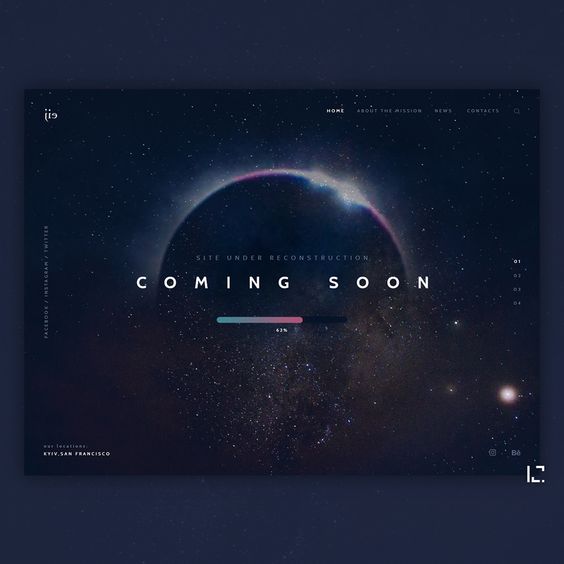 HOME ABOUT THE MISSION NEWS CONTACTS
FACEBOOK / INSTAGRAM / TWITTER
SITE UNDER RECONSTRUCTION
COMING SOON
63%
01
02
03
04
our locations:
KYIV,SAN FRANCISCO
Bē